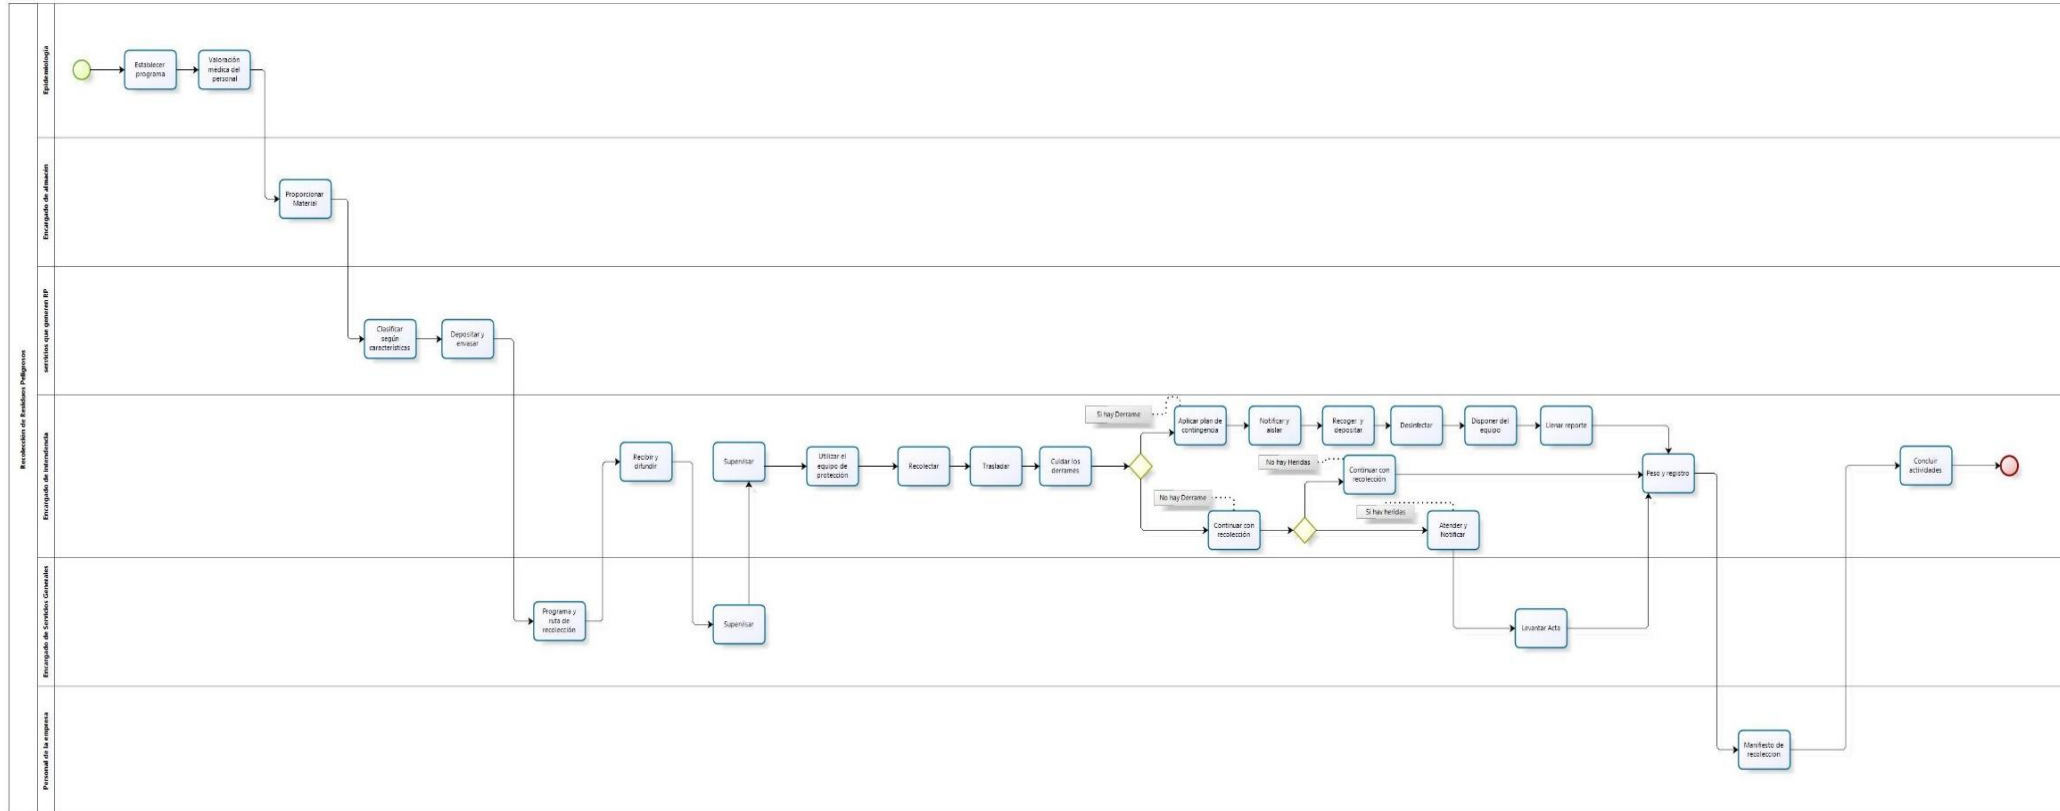 Recolección de Residuos Peligrosos
Epidemiología
Establecer
programa
Valoración
médica del
personal
Encargado de almacén
Proporcionar
Material
servicios que generen RP
Clasificar
según
características
Depositar y
envasar
Encargado de Intendencia
Recibir y
difundir
Supervisar
Utilizar el
equipo de
protección
Recolectar
Trasladar
Cuidar los
derrames
Si hay Derrame
Aplicar plan de
contingencia
Notificar y
aislar
Recoger y
depositar
Desinfectar
Disponer del
equipo
Llenar reporte
No hay Derrame
Continuar con
recolección
No hay Heridas
Continuar con
recolección
Si hay heridas
Atender y
Notificar
Peso y registro
Concluir
actividades
Encargado de Servicios Generales
Programa y
ruta de
recolección
Supervisar
Levantar Acta
Personal de la empresa
Manifiesto de
recoleccion